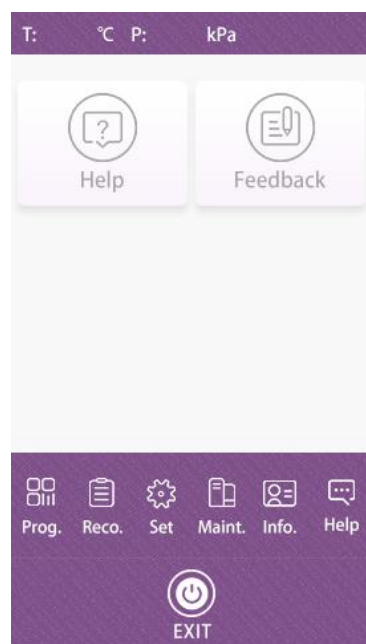 T: ℃ P: kPa
Help Feedback
Prog. Reco. Set Maint. Info. Help
EXIT